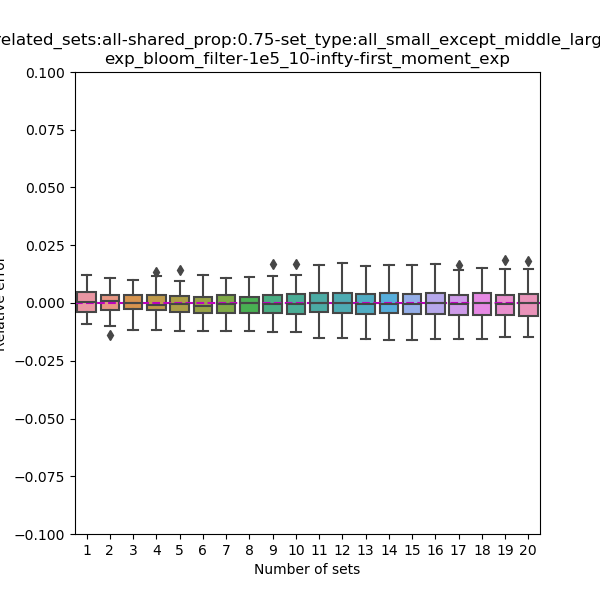 related_sets:all-shared_prop:0.75-set_type:all_small_except_middle_larg
exp_bloom_filter-1e5_10-infty-first_moment_exp
0.100
0.075
0.050
0.025
0.000
−0.025
−0.050
−0.075
−0.100
Relative error
1 2 3 4 5 6 7 8 9 10 11 12 13 14 15 16 17 18 19 20
Number of sets